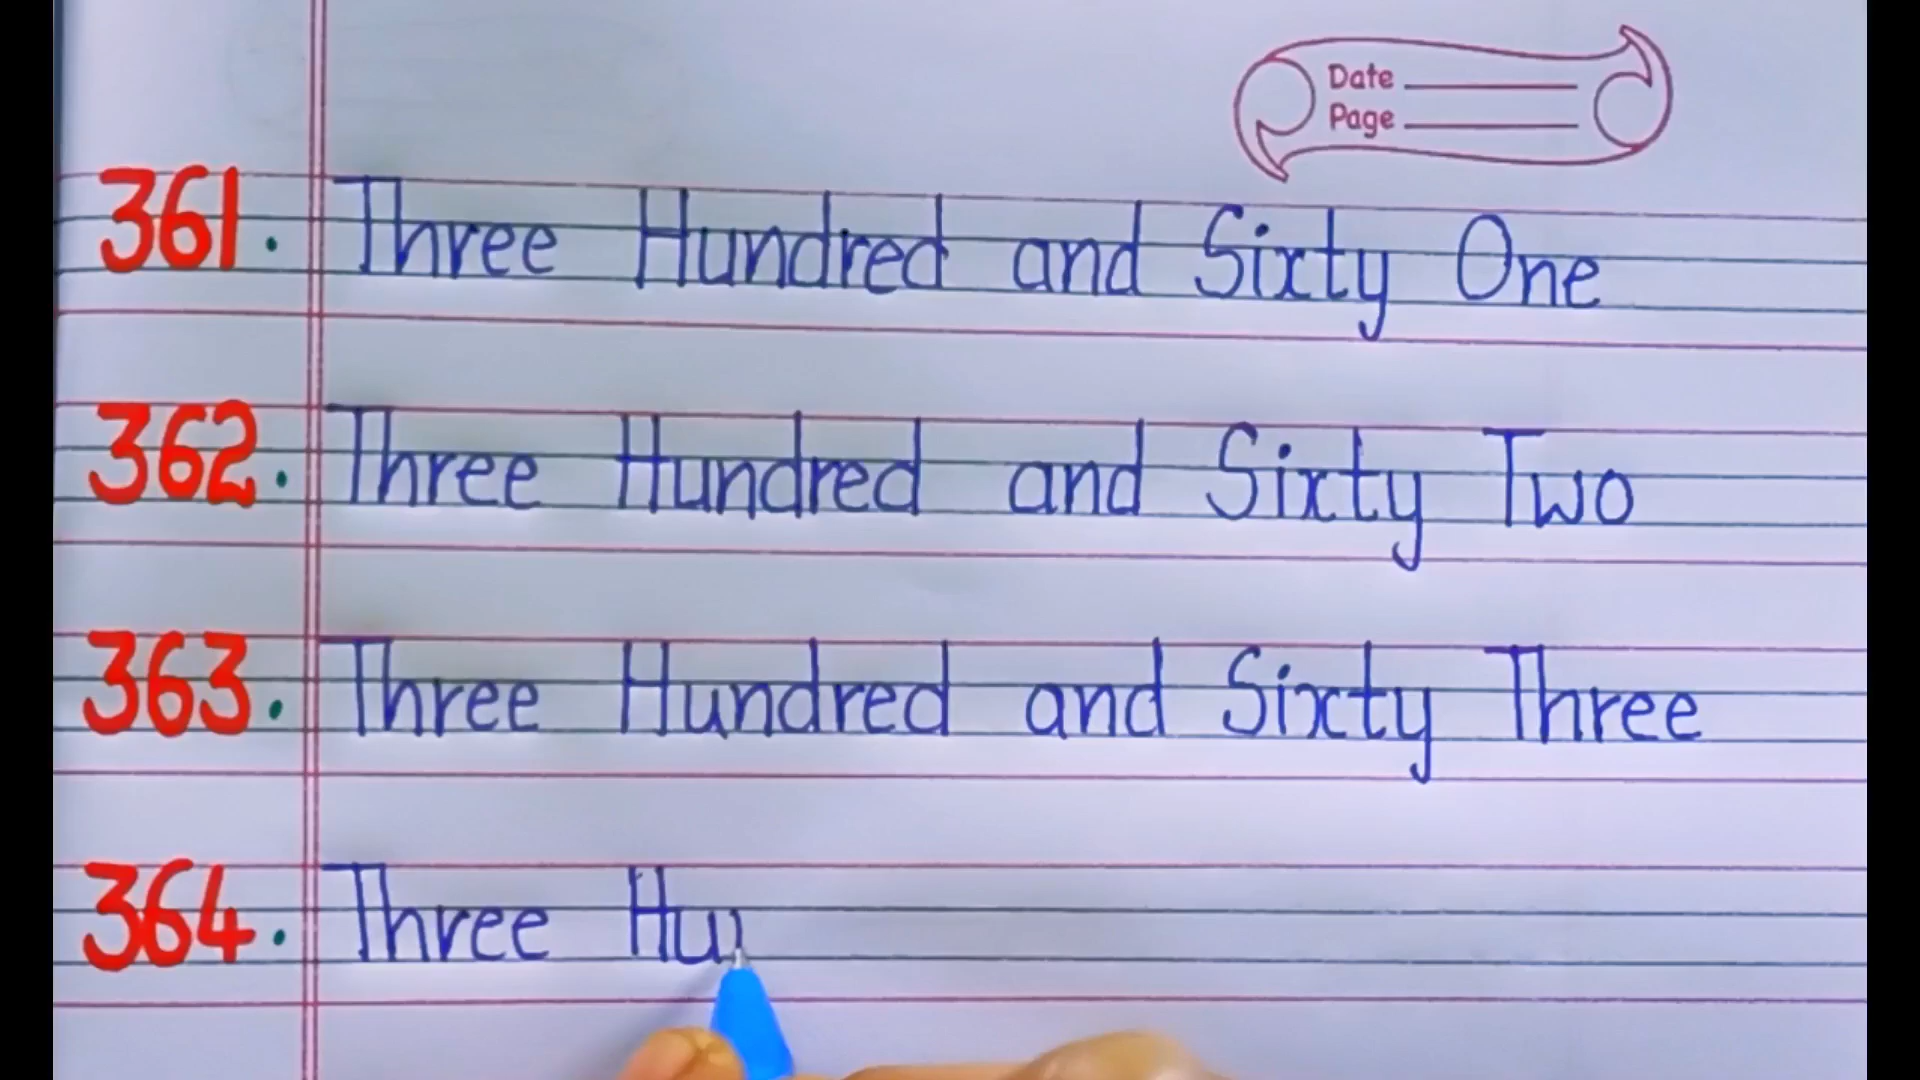 Date
Page
361. Three Hundred and Sixty One
362. Three Hundred and Sixty Two
363. Three Hundred and Sixty Three
364. Three Hu